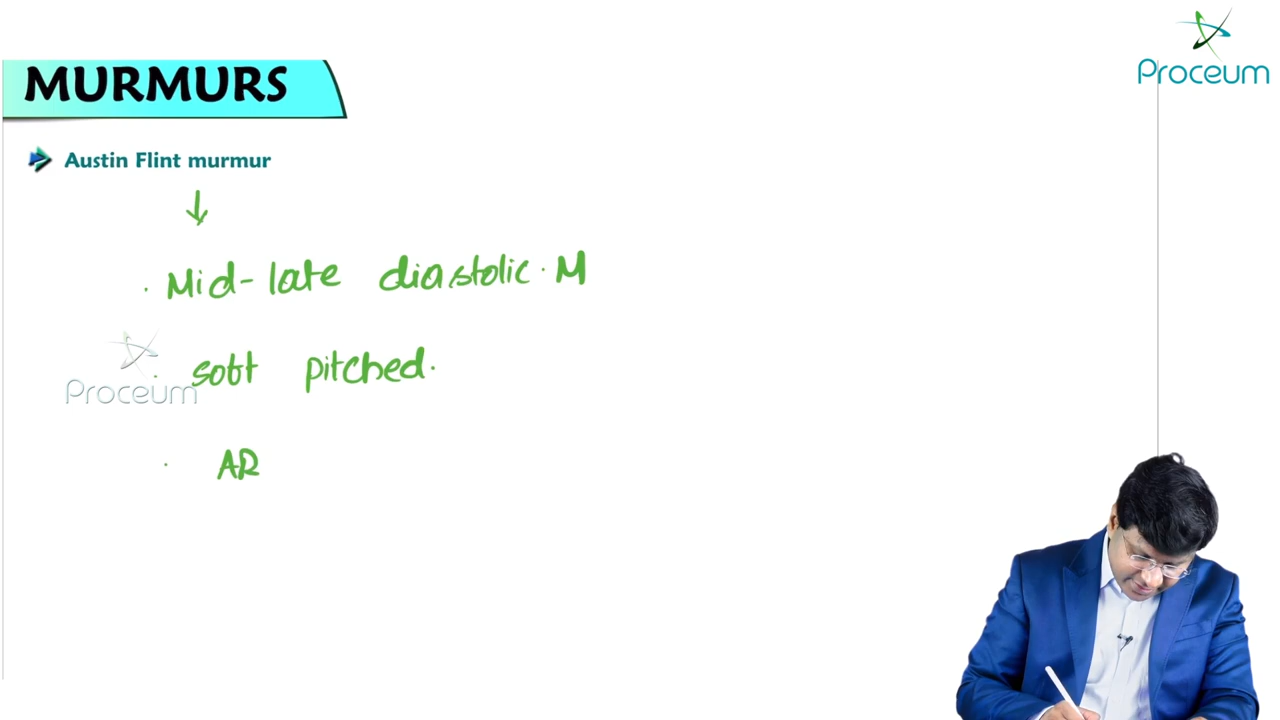 Proceum
MURMURS
Austin Flint murmur
↓
· Mid-late diastolic. M
Proceum
· soft pitched.
· AR